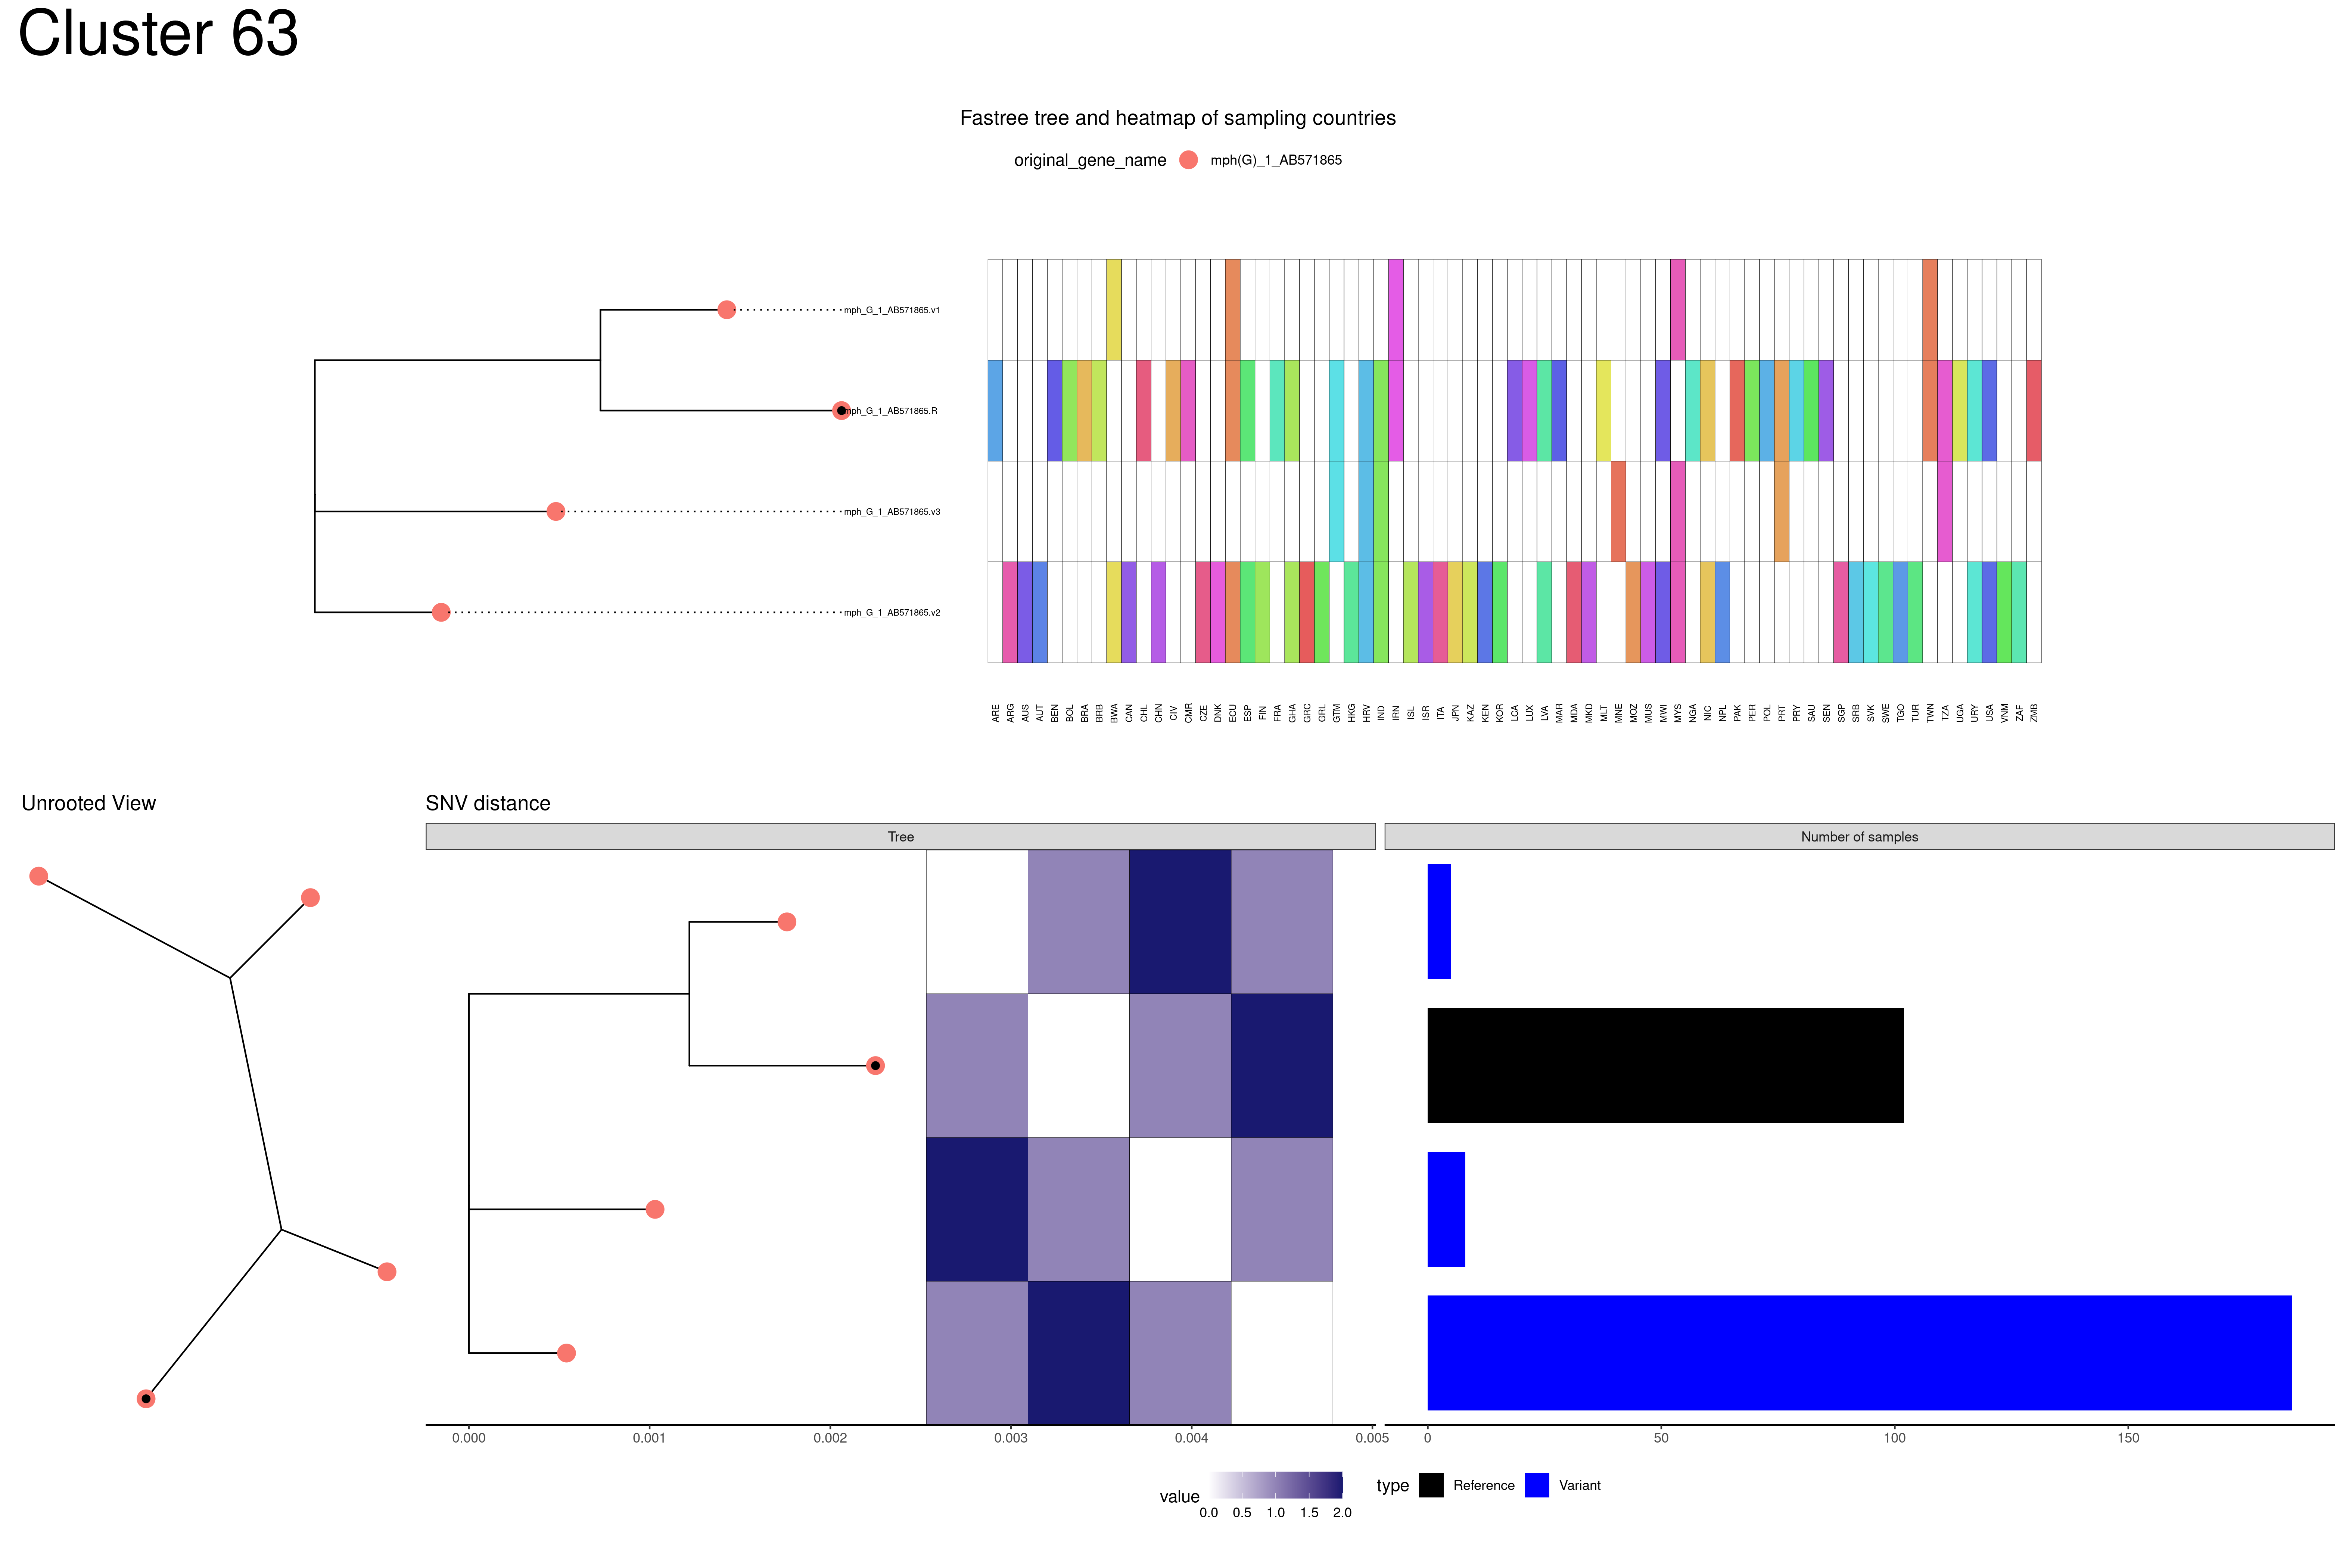 Cluster 63
Fastree tree and heatmap of sampling countries
original_gene_name mph(G)_1_AB571865
mph_G_1_AB571865.v1
mph_G_1_AB571865.R
mph_G_1_AB571865.v3
mph_G_1_AB571865.v2
ARE ARG AUS AUT BEN BOL BRA BRB BWA CAN CHL CHN CIV CMR CZE DNK ECU ESP FIN FRA GHA GRC GRL GTM HKG HRV IND IRN ISL ISR ITA JPN KAZ KEN KOR LCA LUX LVA MAR MDA MKD MLT MNE MOZ MUS MWI MYS NGA NIC NPL PAK PER POL PRT PRY SAU SEN SGP SRB SVK SWE TGO TUR TWN TZA UGA URY USA VNM ZAF ZMB
Unrooted View
SNV distance
Tree
Number of samples
0.000 0.001 0.002 0.003 0.004 0.005
0 50 100 150
value
0.0 0.5 1.0 1.5 2.0
type Reference Variant